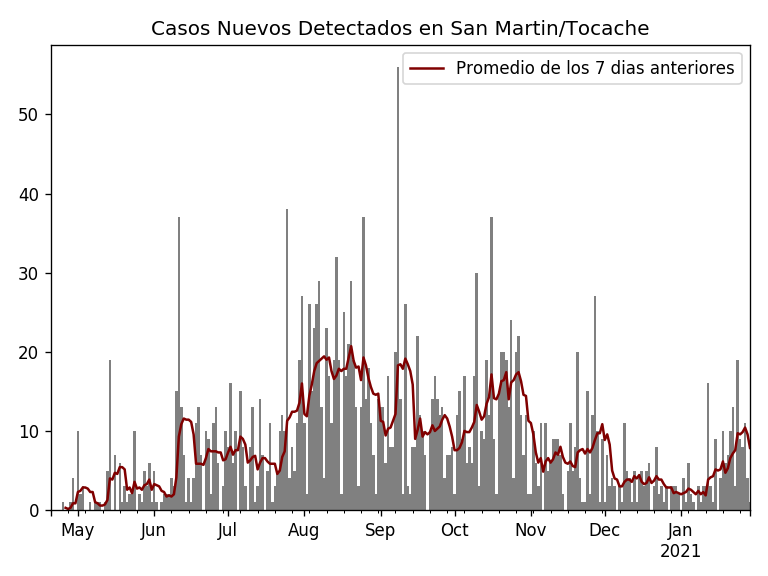 Casos Nuevos Detectados en San Martin/Tocache
Promedio de los 7 dias anteriores
50
40
30
20
10
0
May Jun Jul Aug Sep Oct Nov Dec Jan
2021